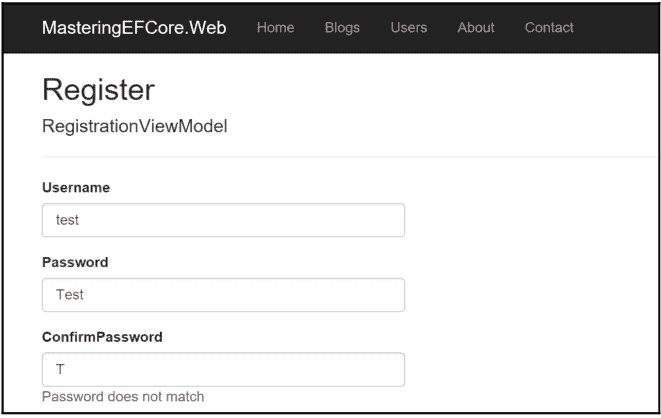 MasteringEFCore.Web Home Blogs Users About Contact
Register
RegistrationViewModel
Username
test
Password
Test
ConfirmPassword
T
Password does not match